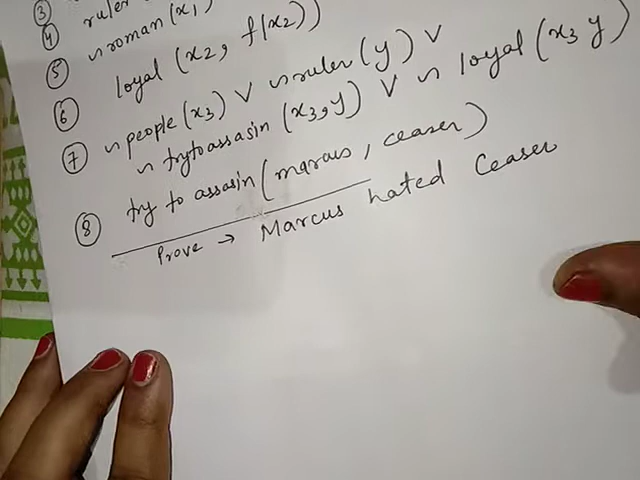 ③ ruler
④ ∽roman(x₁)
⑤ loyal (x₂, f(x₂))
⑥ ∽people(x₃) ∨ ∽ruler(y) ∨
⑦ ∽trytoassasin(x₃,y) ∨ ∽loyal(x₃ y)
⑧ try to assasin(marcus, ceaser)
Prove → Marcus hated Ceaser